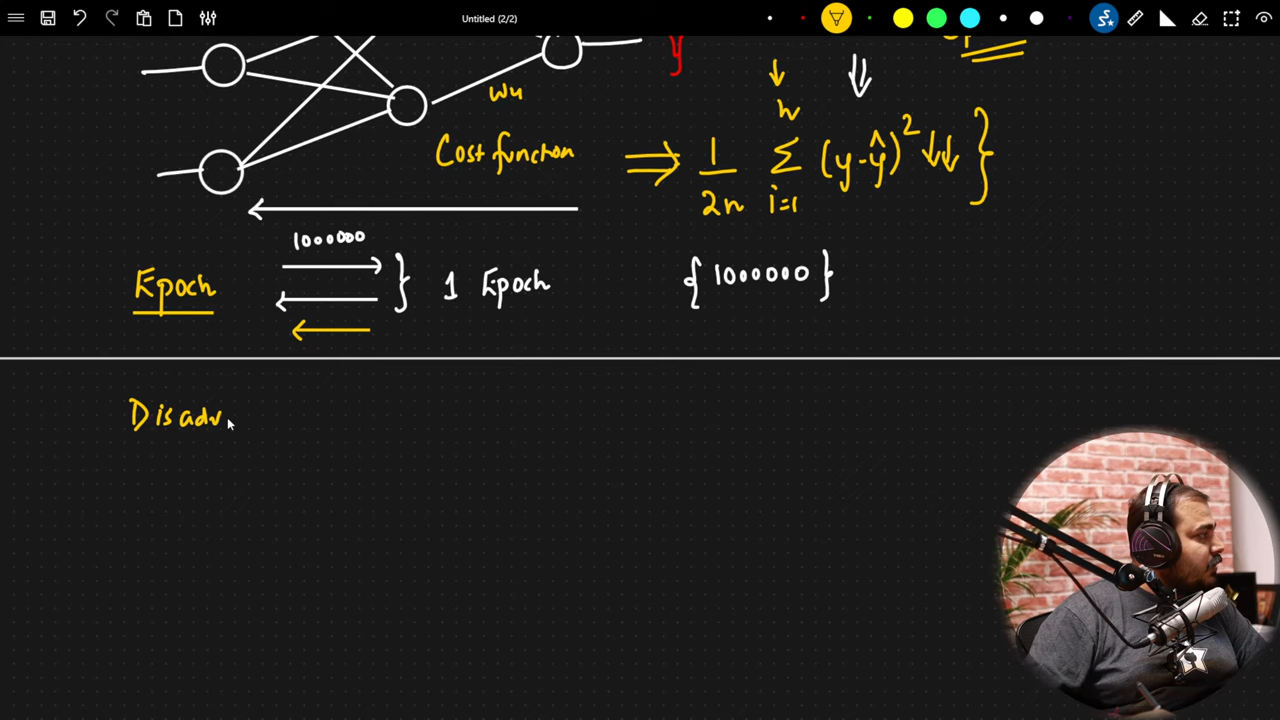 Untitled (2/2)
w4
Cost function ⇒ 1/2n n Σ i=1 (y-ŷ)² ↓↓ }
1000000
Epoch } 1 Epoch { 1000000 }
Disadv